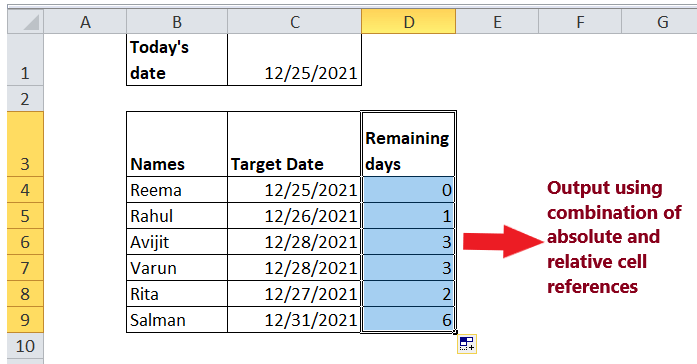 A B C D E F G
Today's
1 date 12/25/2021
2
Remaining
3 Names Target Date days
4 Reema 12/25/2021 0
5 Rahul 12/26/2021 1
6 Avijit 12/28/2021 3
7 Varun 12/28/2021 3
8 Rita 12/27/2021 2
9 Salman 12/31/2021 6
10
Output using
combination of
absolute and
relative cell
references